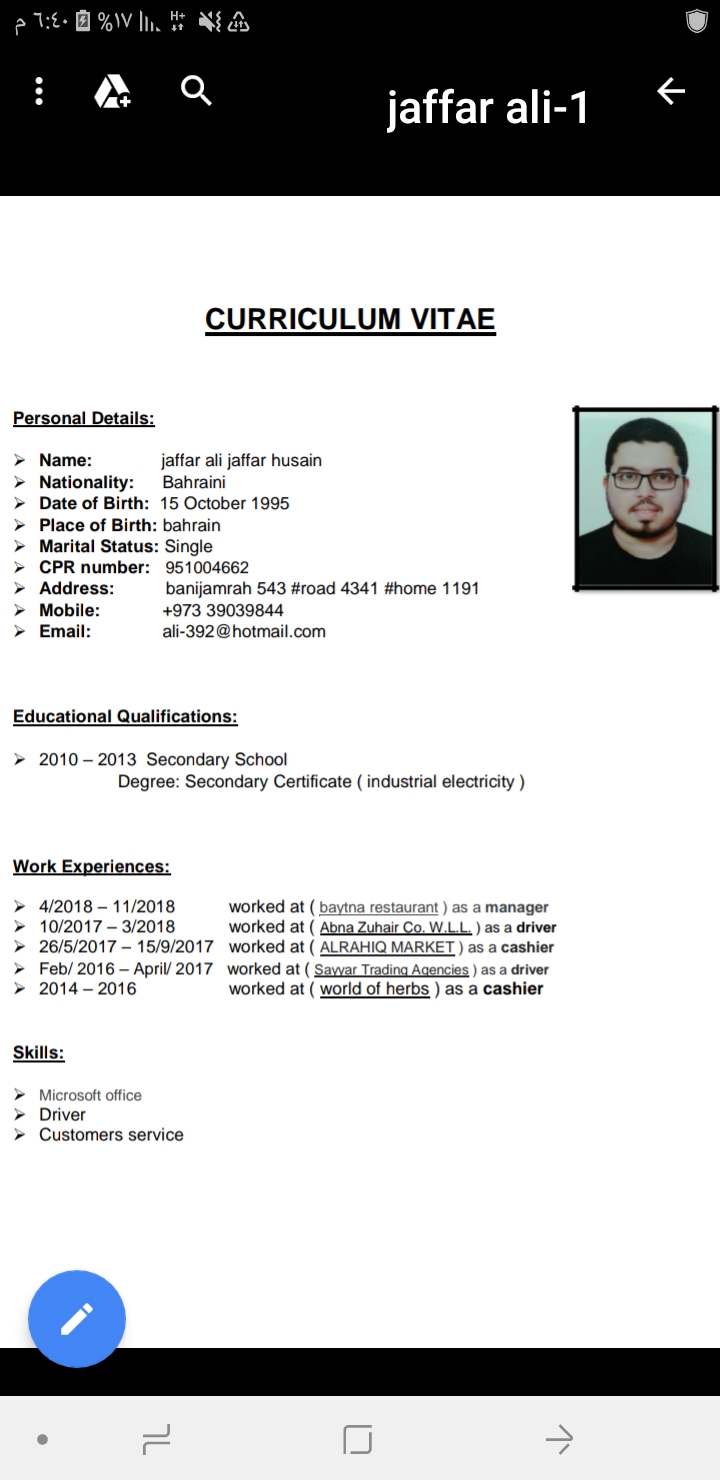 م ٦:٤٠ %١٧ H+
jaffar ali-1
CURRICULUM VITAE
Personal Details:
➢ Name: jaffar ali jaffar husain
➢ Nationality: Bahraini
➢ Date of Birth: 15 October 1995
➢ Place of Birth: bahrain
➢ Marital Status: Single
➢ CPR number: 951004662
➢ Address: banijamrah 543 #road 4341 #home 1191
➢ Mobile: +973 39039844
➢ Email: ali-392@hotmail.com
Educational Qualifications:
➢ 2010 – 2013 Secondary School
Degree: Secondary Certificate ( industrial electricity )
Work Experiences:
➢ 4/2018 – 11/2018 worked at ( baytna restaurant ) as a manager
➢ 10/2017 – 3/2018 worked at ( Abna Zuhair Co. W.L.L. ) as a driver
➢ 26/5/2017 – 15/9/2017 worked at ( ALRAHIQ MARKET ) as a cashier
➢ Feb/ 2016 – April/ 2017 worked at ( Sayyar Trading Agencies ) as a driver
➢ 2014 – 2016 worked at ( world of herbs ) as a cashier
Skills:
➢ Microsoft office
➢ Driver
➢ Customers service